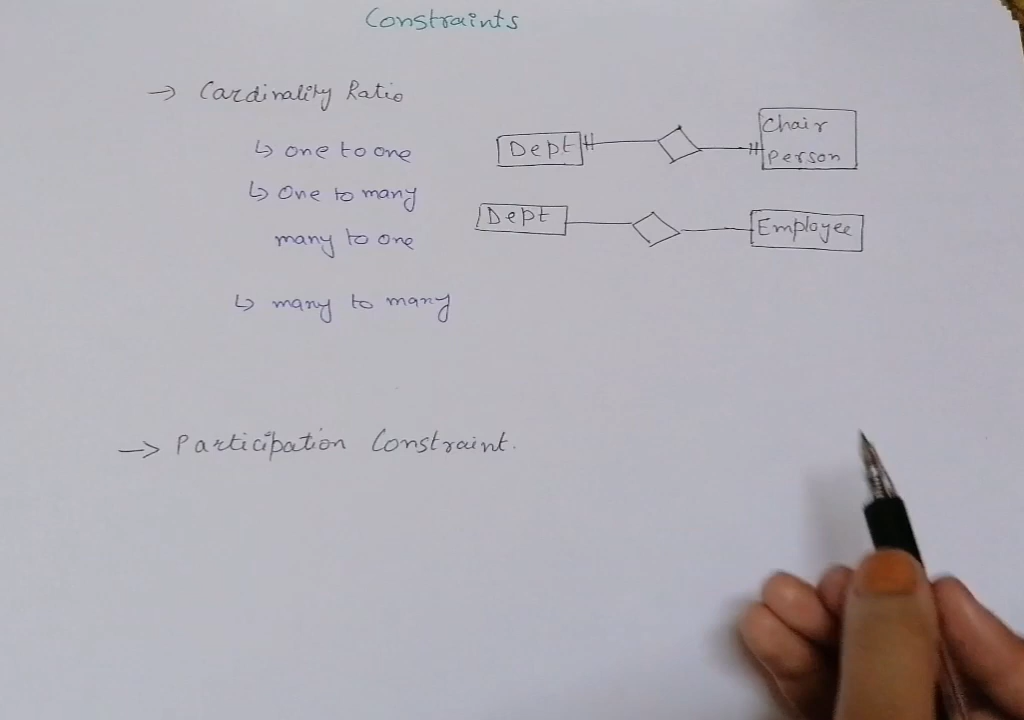 Constraints
→ Cardinality Ratio
↳ one to one
Dept
Chair
Person
↳ one to many
Dept
Employee
many to one
↳ many to many
→ Participation Constraint.